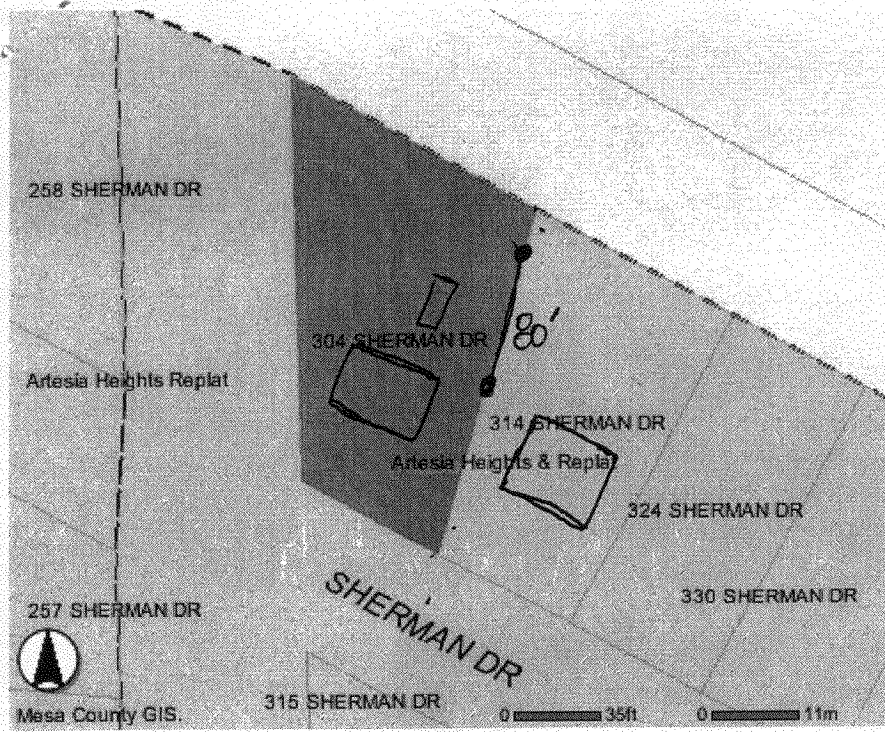 258 SHERMAN DR
304 SHERMAN DR
80'
Artesia Heights Replat
314 SHERMAN DR
Artesia Heights & Replat
324 SHERMAN DR
330 SHERMAN DR
257 SHERMAN DR
SHERMAN DR
315 SHERMAN DR
Mesa County GIS.
0 35ft
0 11m